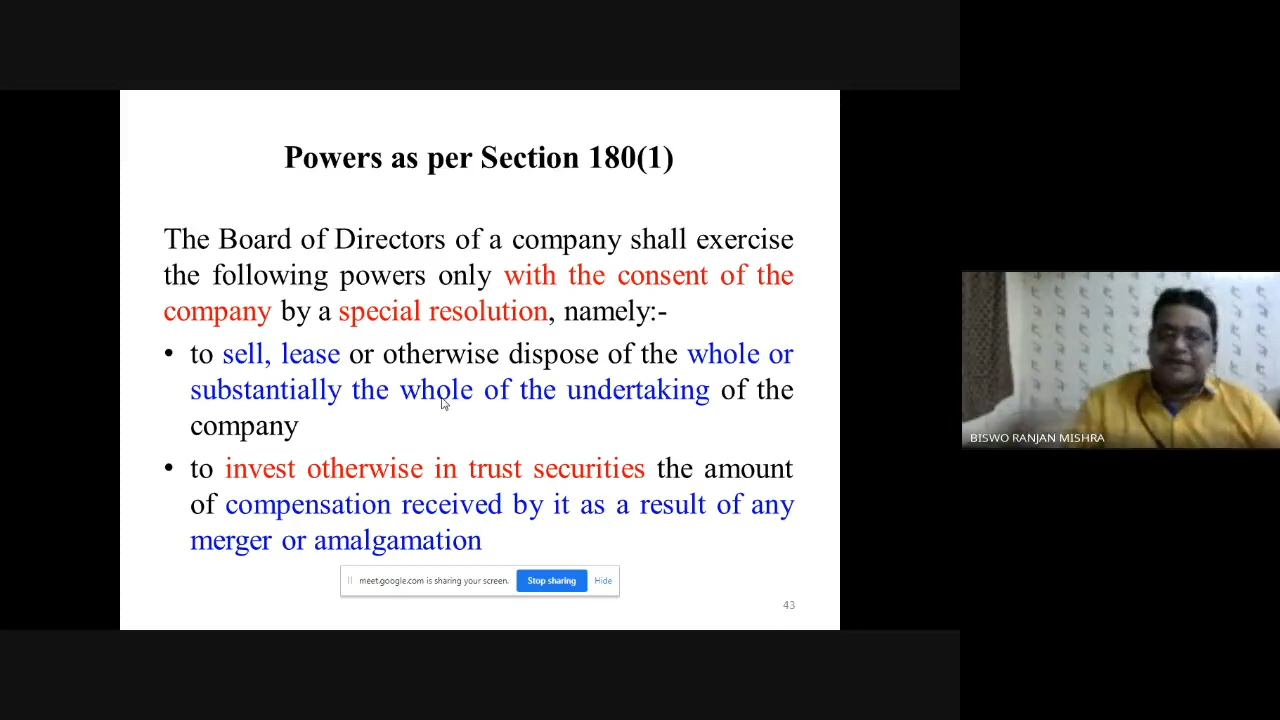 Powers as per Section 180(1)
The Board of Directors of a company shall exercise
the following powers only with the consent of the
company by a special resolution, namely:-
• to sell, lease or otherwise dispose of the whole or
substantially the whole of the undertaking of the
company
• to invest otherwise in trust securities the amount
of compensation received by it as a result of any
merger or amalgamation
meet.google.com is sharing your screen. Stop sharing Hide
43
BISWO RANJAN MISHRA